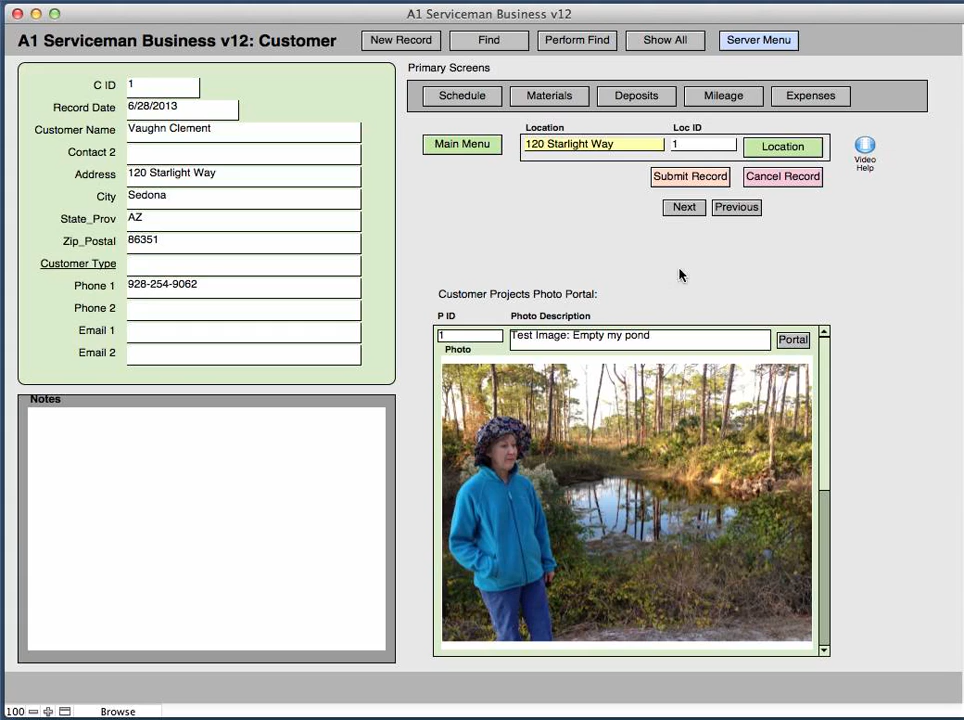 A1 Serviceman Business v12
A1 Serviceman Business v12: Customer
New Record
Find
Perform Find
Show All
Server Menu
C ID 1
Record Date 6/28/2013
Customer Name Vaughn Clement
Contact 2
Address 120 Starlight Way
City Sedona
State_Prov AZ
Zip_Postal 86351
Customer Type
Phone 1 928-254-9062
Phone 2
Email 1
Email 2
Notes
Primary Screens
Schedule
Materials
Deposits
Mileage
Expenses
Main Menu
Location Loc ID
120 Starlight Way 1
Location
Video
Help
Submit Record
Cancel Record
Next
Previous
Customer Projects Photo Portal:
P ID Photo Description
1 Test Image: Empty my pond
Portal
Photo
100 Browse